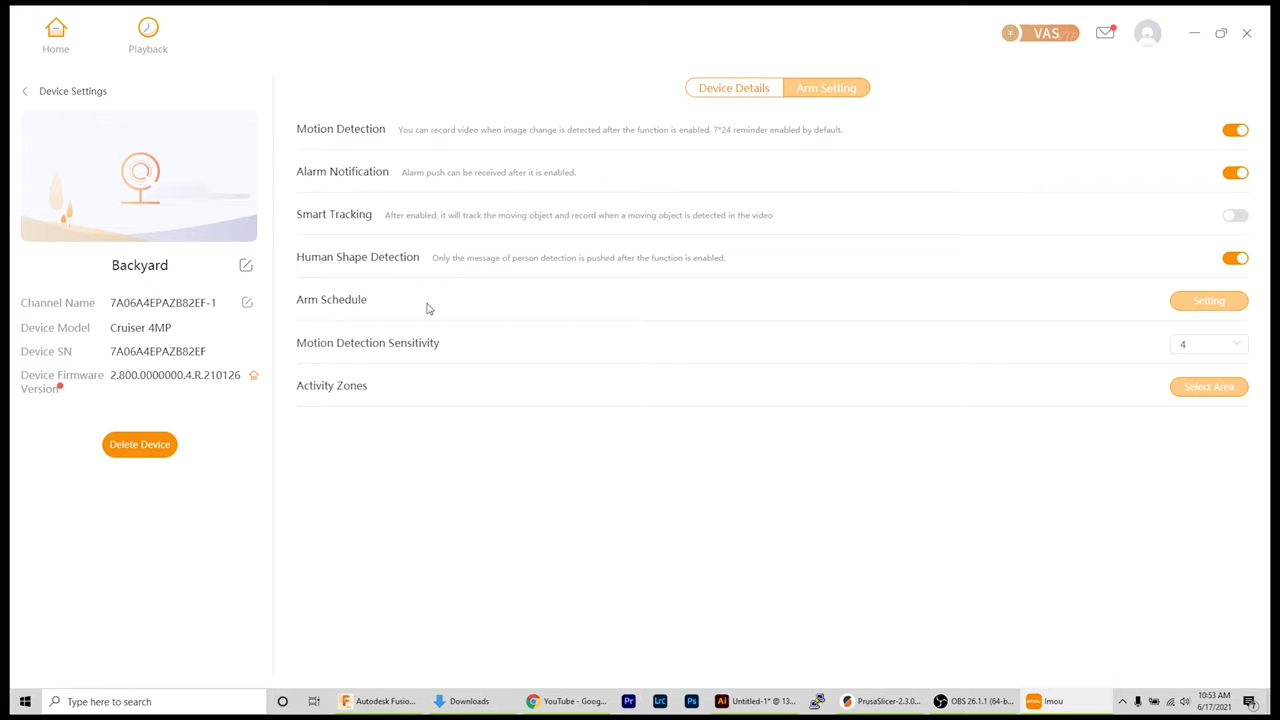 Home
Playback
VAS
Device Settings
Device Details
Arm Setting
Motion Detection You can record video when image change is detected after the function is enabled. 7*24 reminder enabled by default.
Alarm Notification Alarm push can be received after it is enabled.
Smart Tracking After enabled, it will track the moving object and record when a moving object is detected in the video
Human Shape Detection Only the message of person detection is pushed after the function is enabled.
Arm Schedule Setting
Motion Detection Sensitivity 4
Activity Zones Select Area
Backyard
Channel Name 7A06A4EPAZB82EF-1
Device Model Cruiser 4MP
Device SN 7A06A4EPAZB82EF
Device Firmware Version 2.800.0000000.4.R.210126
Delete Device
Type here to search
Autodesk Fusio...
Downloads
YouTube - Goog...
Pr
LrC
Ps
Ai
Untitled-1* @ 13...
PrusaSlicer-2.3.0...
OBS 26.1.1 (64-b...
Imou
10:53 AM
6/17/2021